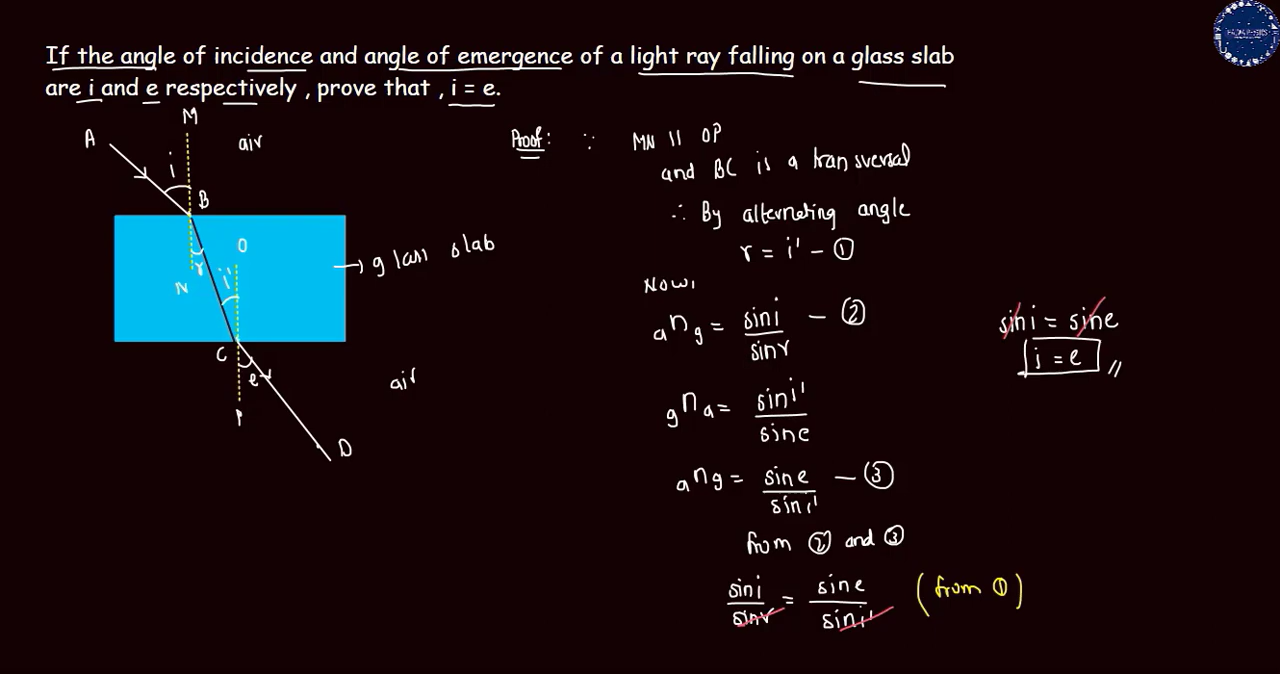 If the angle of incidence and angle of emergence of a light ray falling on a glass slab
are i and e respectively , prove that , i = e.
A
M
air
i
B
O
r
i'
N
→ glass slab
C
e
air
P
D
Proof: ∵ MN || OP
and BC is a transversal
∴ By alternating angle
r = i' - ①
Now,
ang = sini/sinr - ②
gna = sini'/sine
ang = sine/sini' - ③
from ② and ③
sini/sinr = sine/sini' (from ①)
sini = sine
i = e //